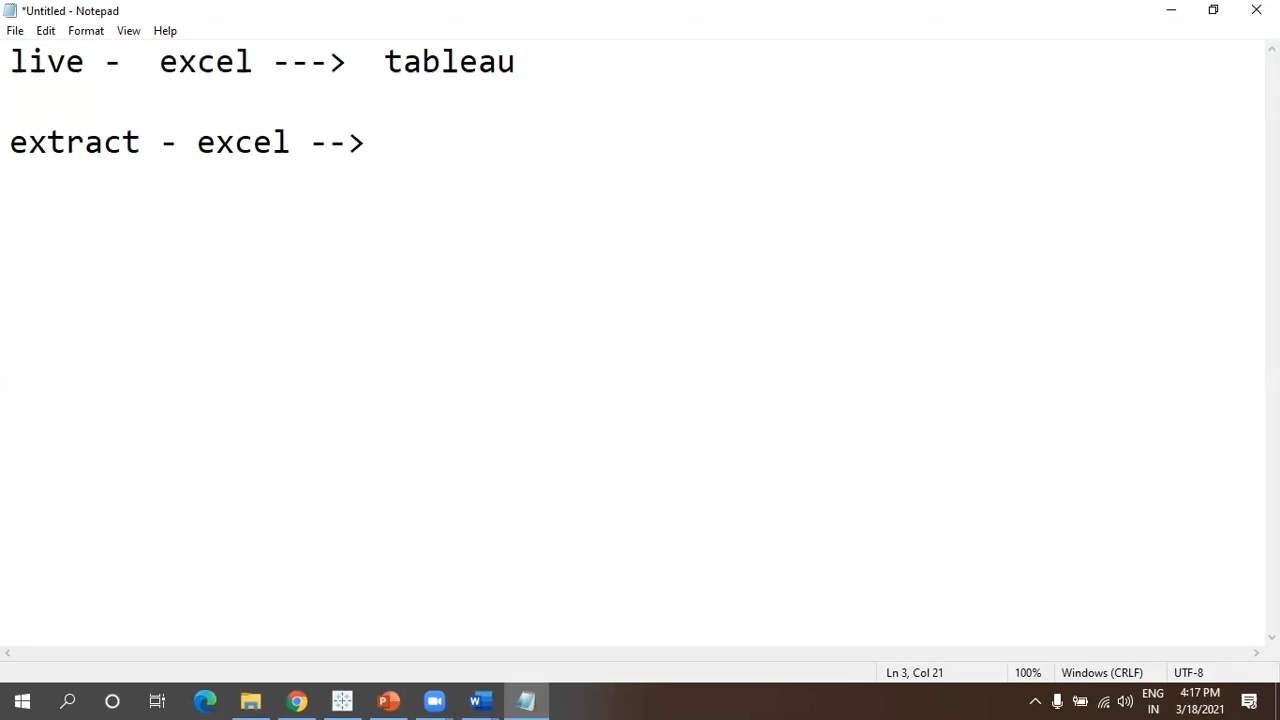 *Untitled - Notepad
File Edit Format View Help
live -  excel --->  tableau
extract - excel -->
Ln 3, Col 21 100% Windows (CRLF) UTF-8
ENG 4:17 PM
IN 3/18/2021